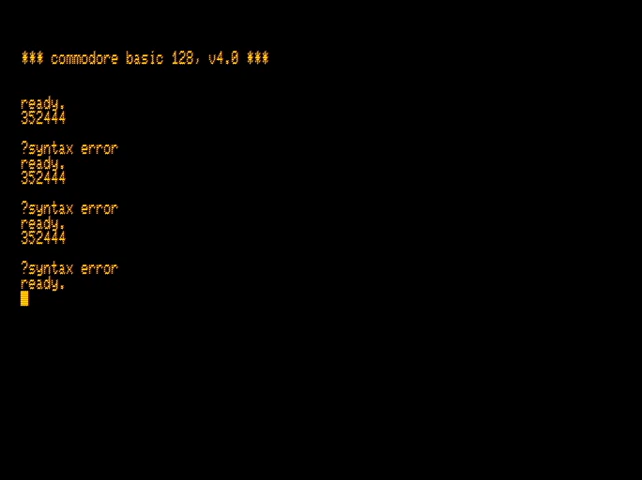 *** commodore basic 128, v4.0 ***
ready.
352444
?syntax error
ready.
352444
?syntax error
ready.
352444
?syntax error
ready.